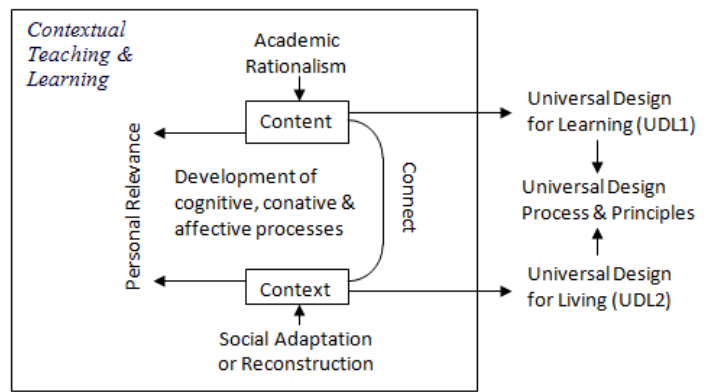 Contextual
Teaching &
Learning
Academic
Rationalism
Content
Universal Design
for Learning (UDL1)
Personal Relevance
Development of
cognitive, conative &
affective processes
Connect
Universal Design
Process & Principles
Context
Universal Design
for Living (UDL2)
Social Adaptation
or Reconstruction